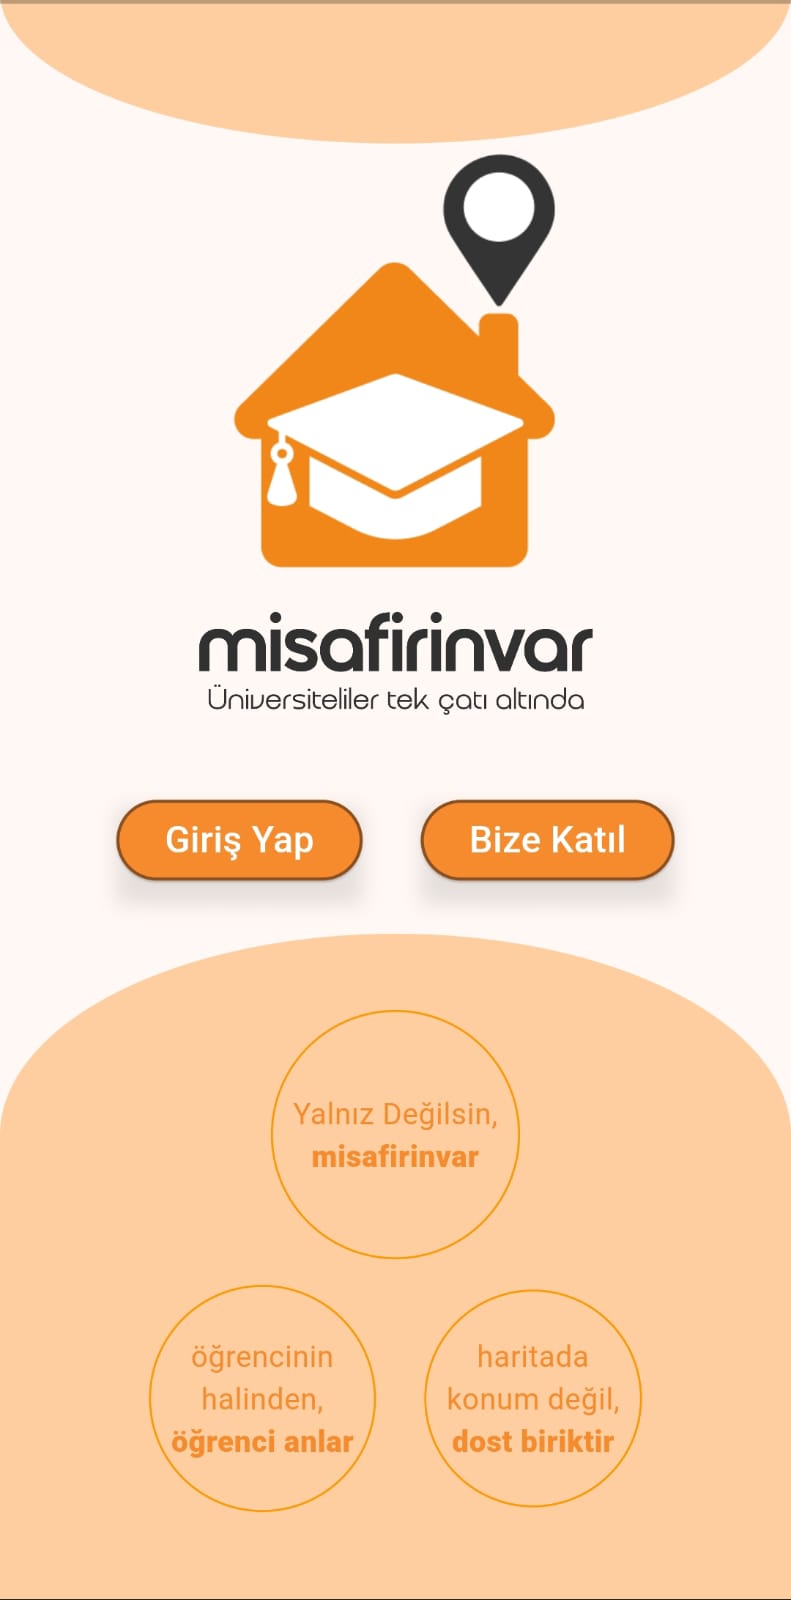 misafirinvar
Üniversiteliler tek çatı altında
Giriş Yap
Bize Katıl
Yalnız Değilsin,
misafirinvar
öğrencinin
halinden,
öğrenci anlar
haritada
konum değil,
dost biriktir